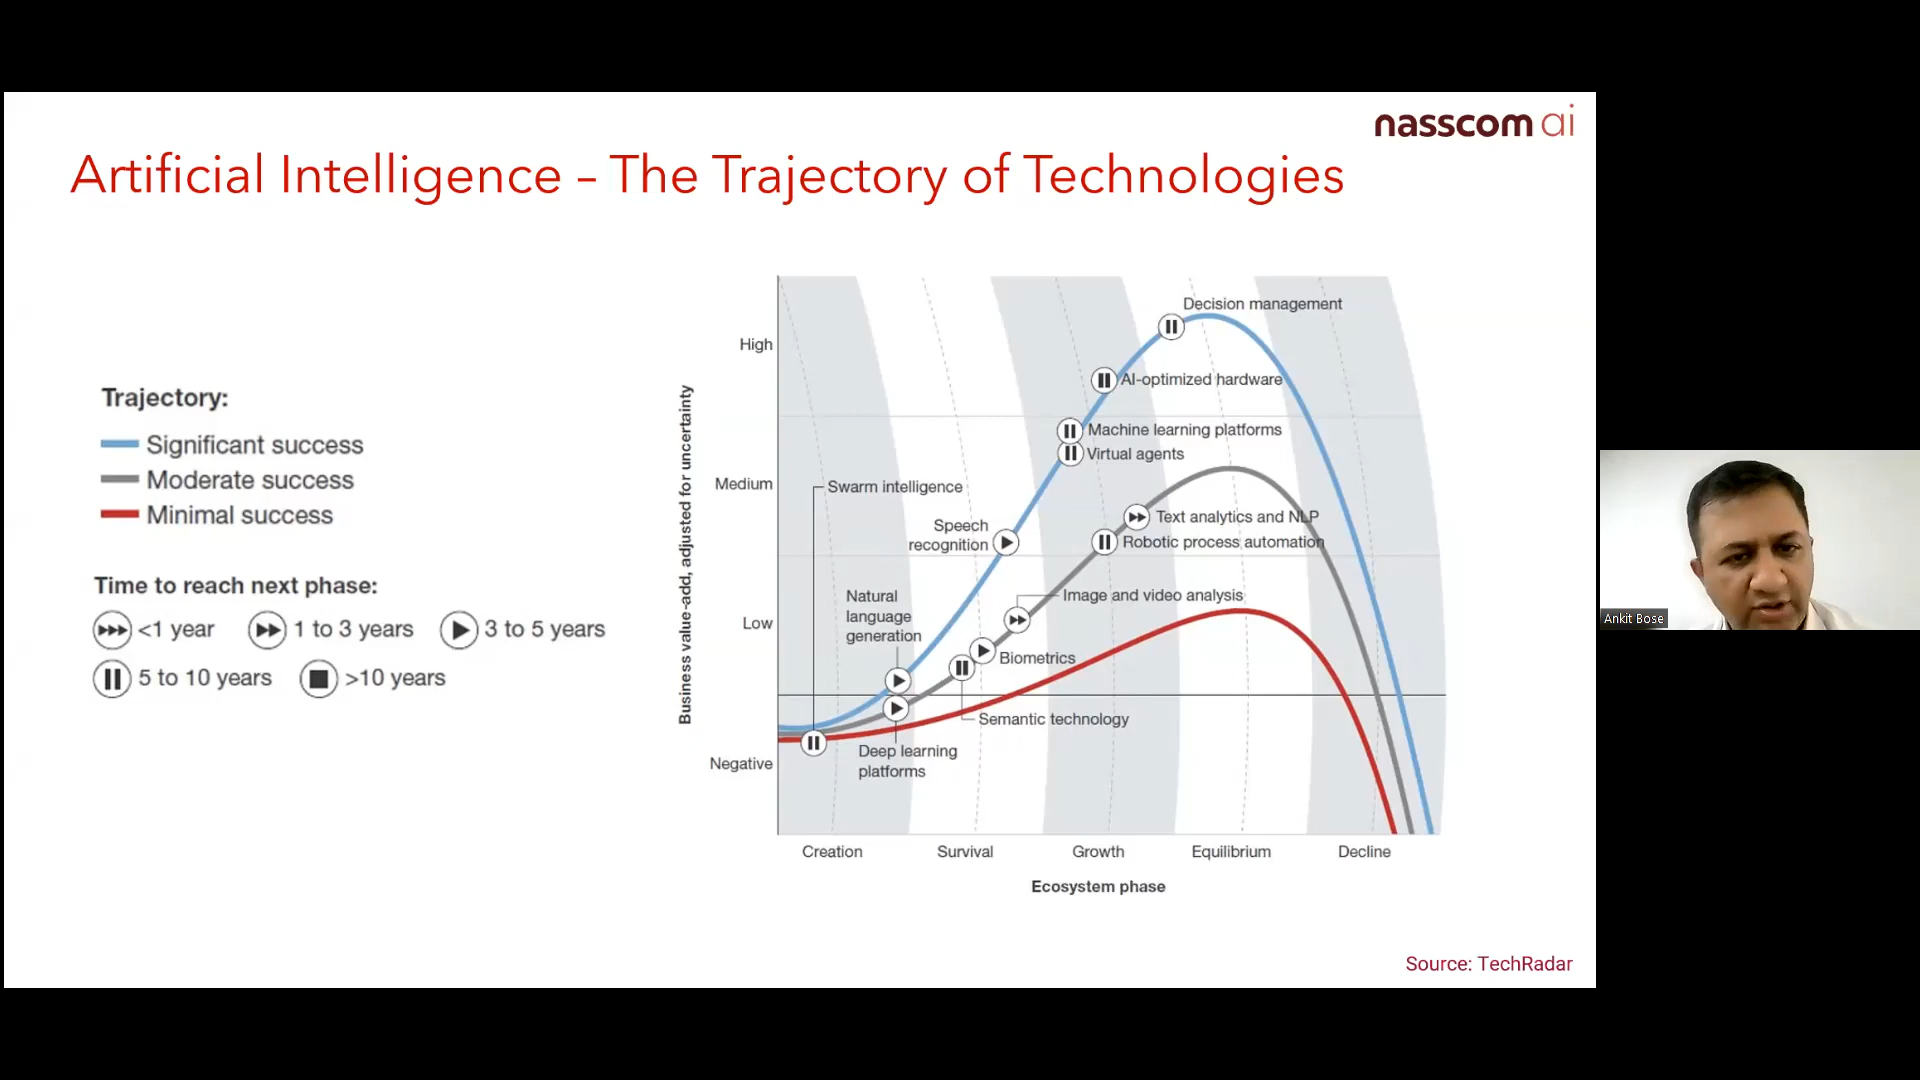 nasscom ai
Artificial Intelligence – The Trajectory of Technologies
Trajectory:
Significant success
Moderate success
Minimal success
Time to reach next phase:
<1 year
1 to 3 years
3 to 5 years
5 to 10 years
>10 years
Business value-add, adjusted for uncertainty
High
Medium
Low
Negative
Decision management
AI-optimized hardware
Machine learning platforms
Virtual agents
Swarm intelligence
Speech
recognition
Text analytics and NLP
Robotic process automation
Natural
language
generation
Image and video analysis
Biometrics
Semantic technology
Deep learning
platforms
Creation
Survival
Growth
Equilibrium
Decline
Ecosystem phase
Source: TechRadar
Ankit Bose